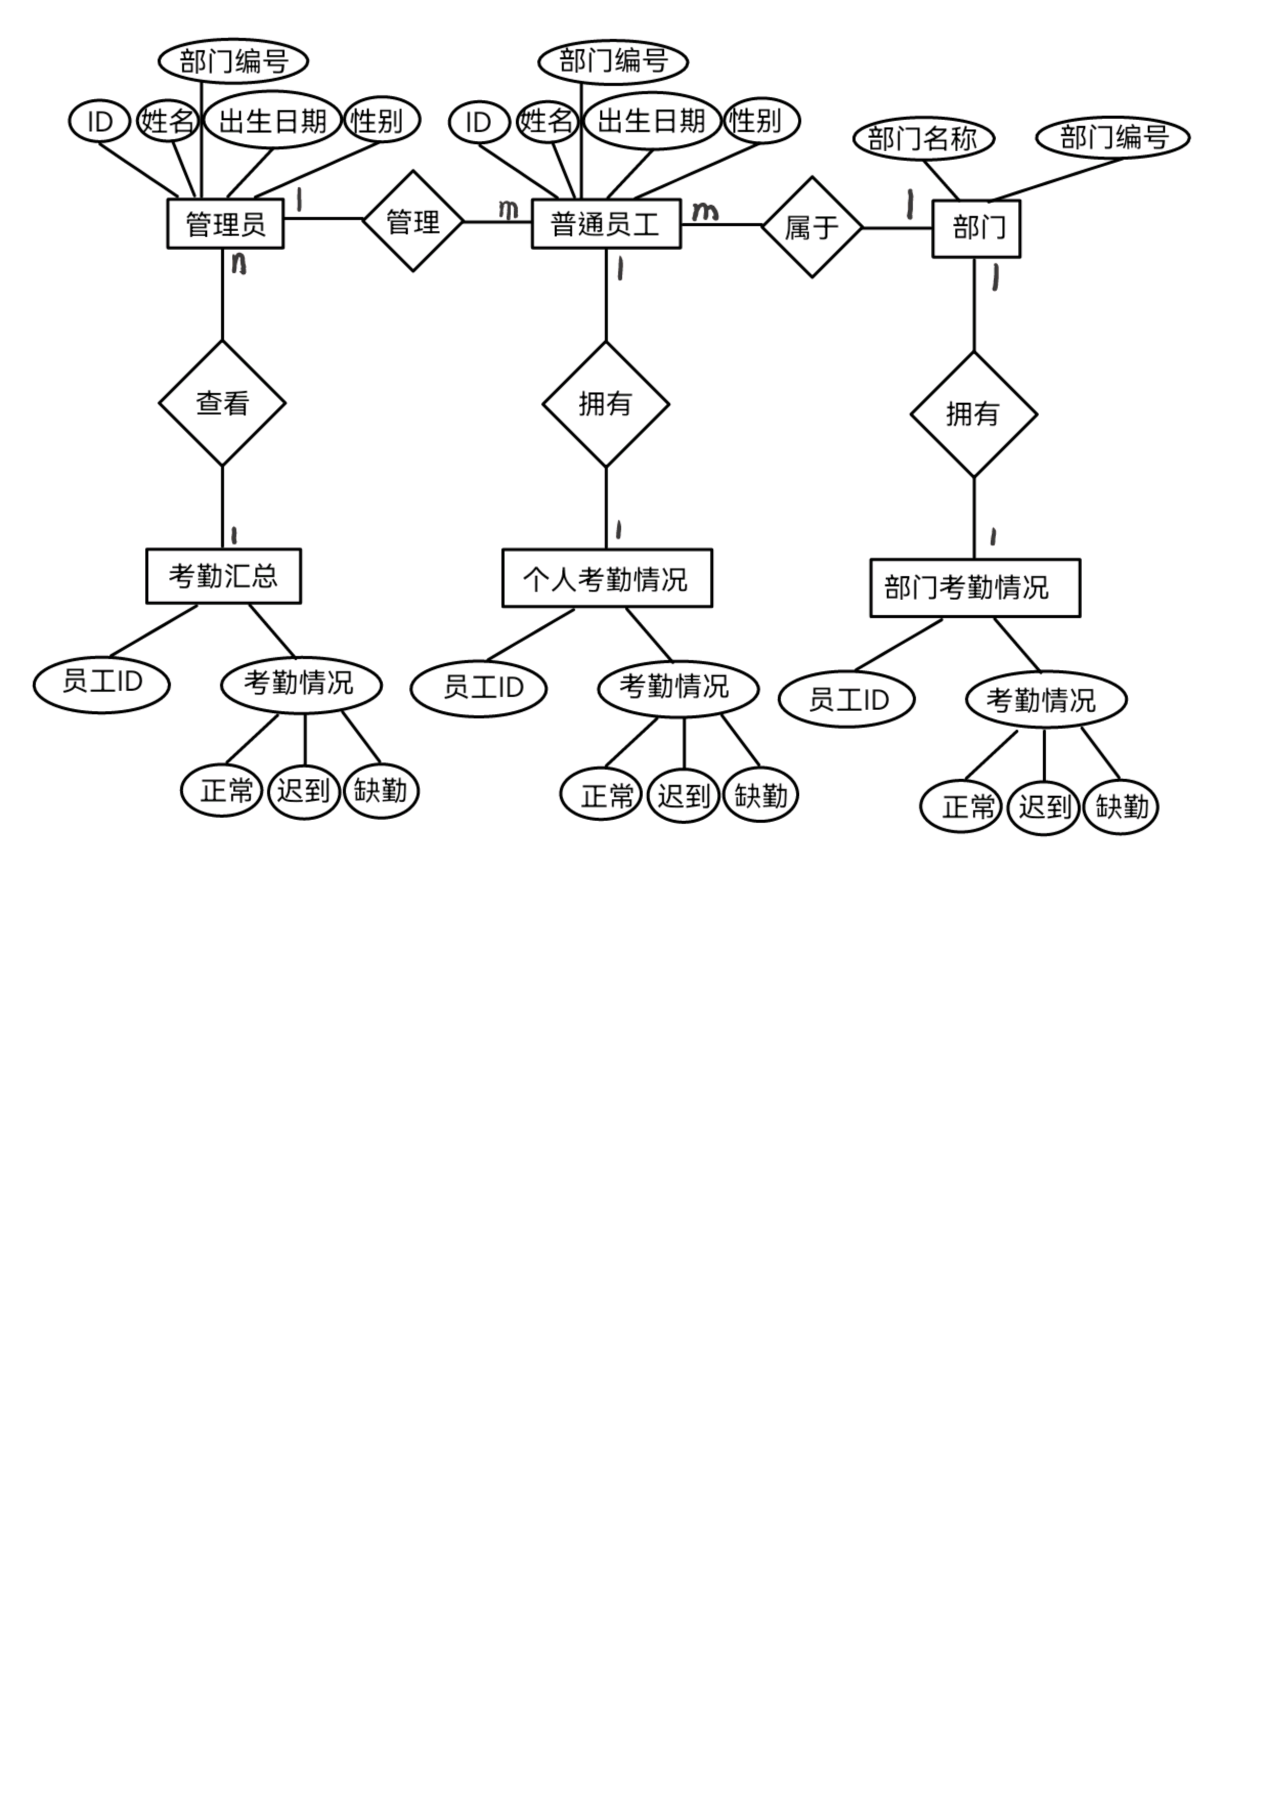 部门编号
部门编号
ID
姓名
出生日期
性别
ID
姓名
出生日期
性别
部门名称
部门编号
管理员
1
管理
m
普通员工
m
属于
1
部门
n
1
1
查看
拥有
拥有
1
1
1
考勤汇总
个人考勤情况
部门考勤情况
员工ID
考勤情况
员工ID
考勤情况
员工ID
考勤情况
正常
迟到
缺勤
正常
迟到
缺勤
正常
迟到
缺勤